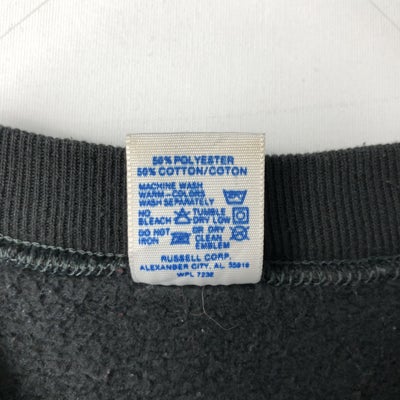 50% POLYESTER
50% COTTON/COTON
MACHINE WASH
WARM-COLORS
WASH SEPARATELY
NO TUMBLE
BLEACH DRY LOW
DO NOT OR DRY
IRON CLEAN
EMBLEM
RUSSELL CORP.
ALEXANDER CITY, AL 35010
WPL 7232